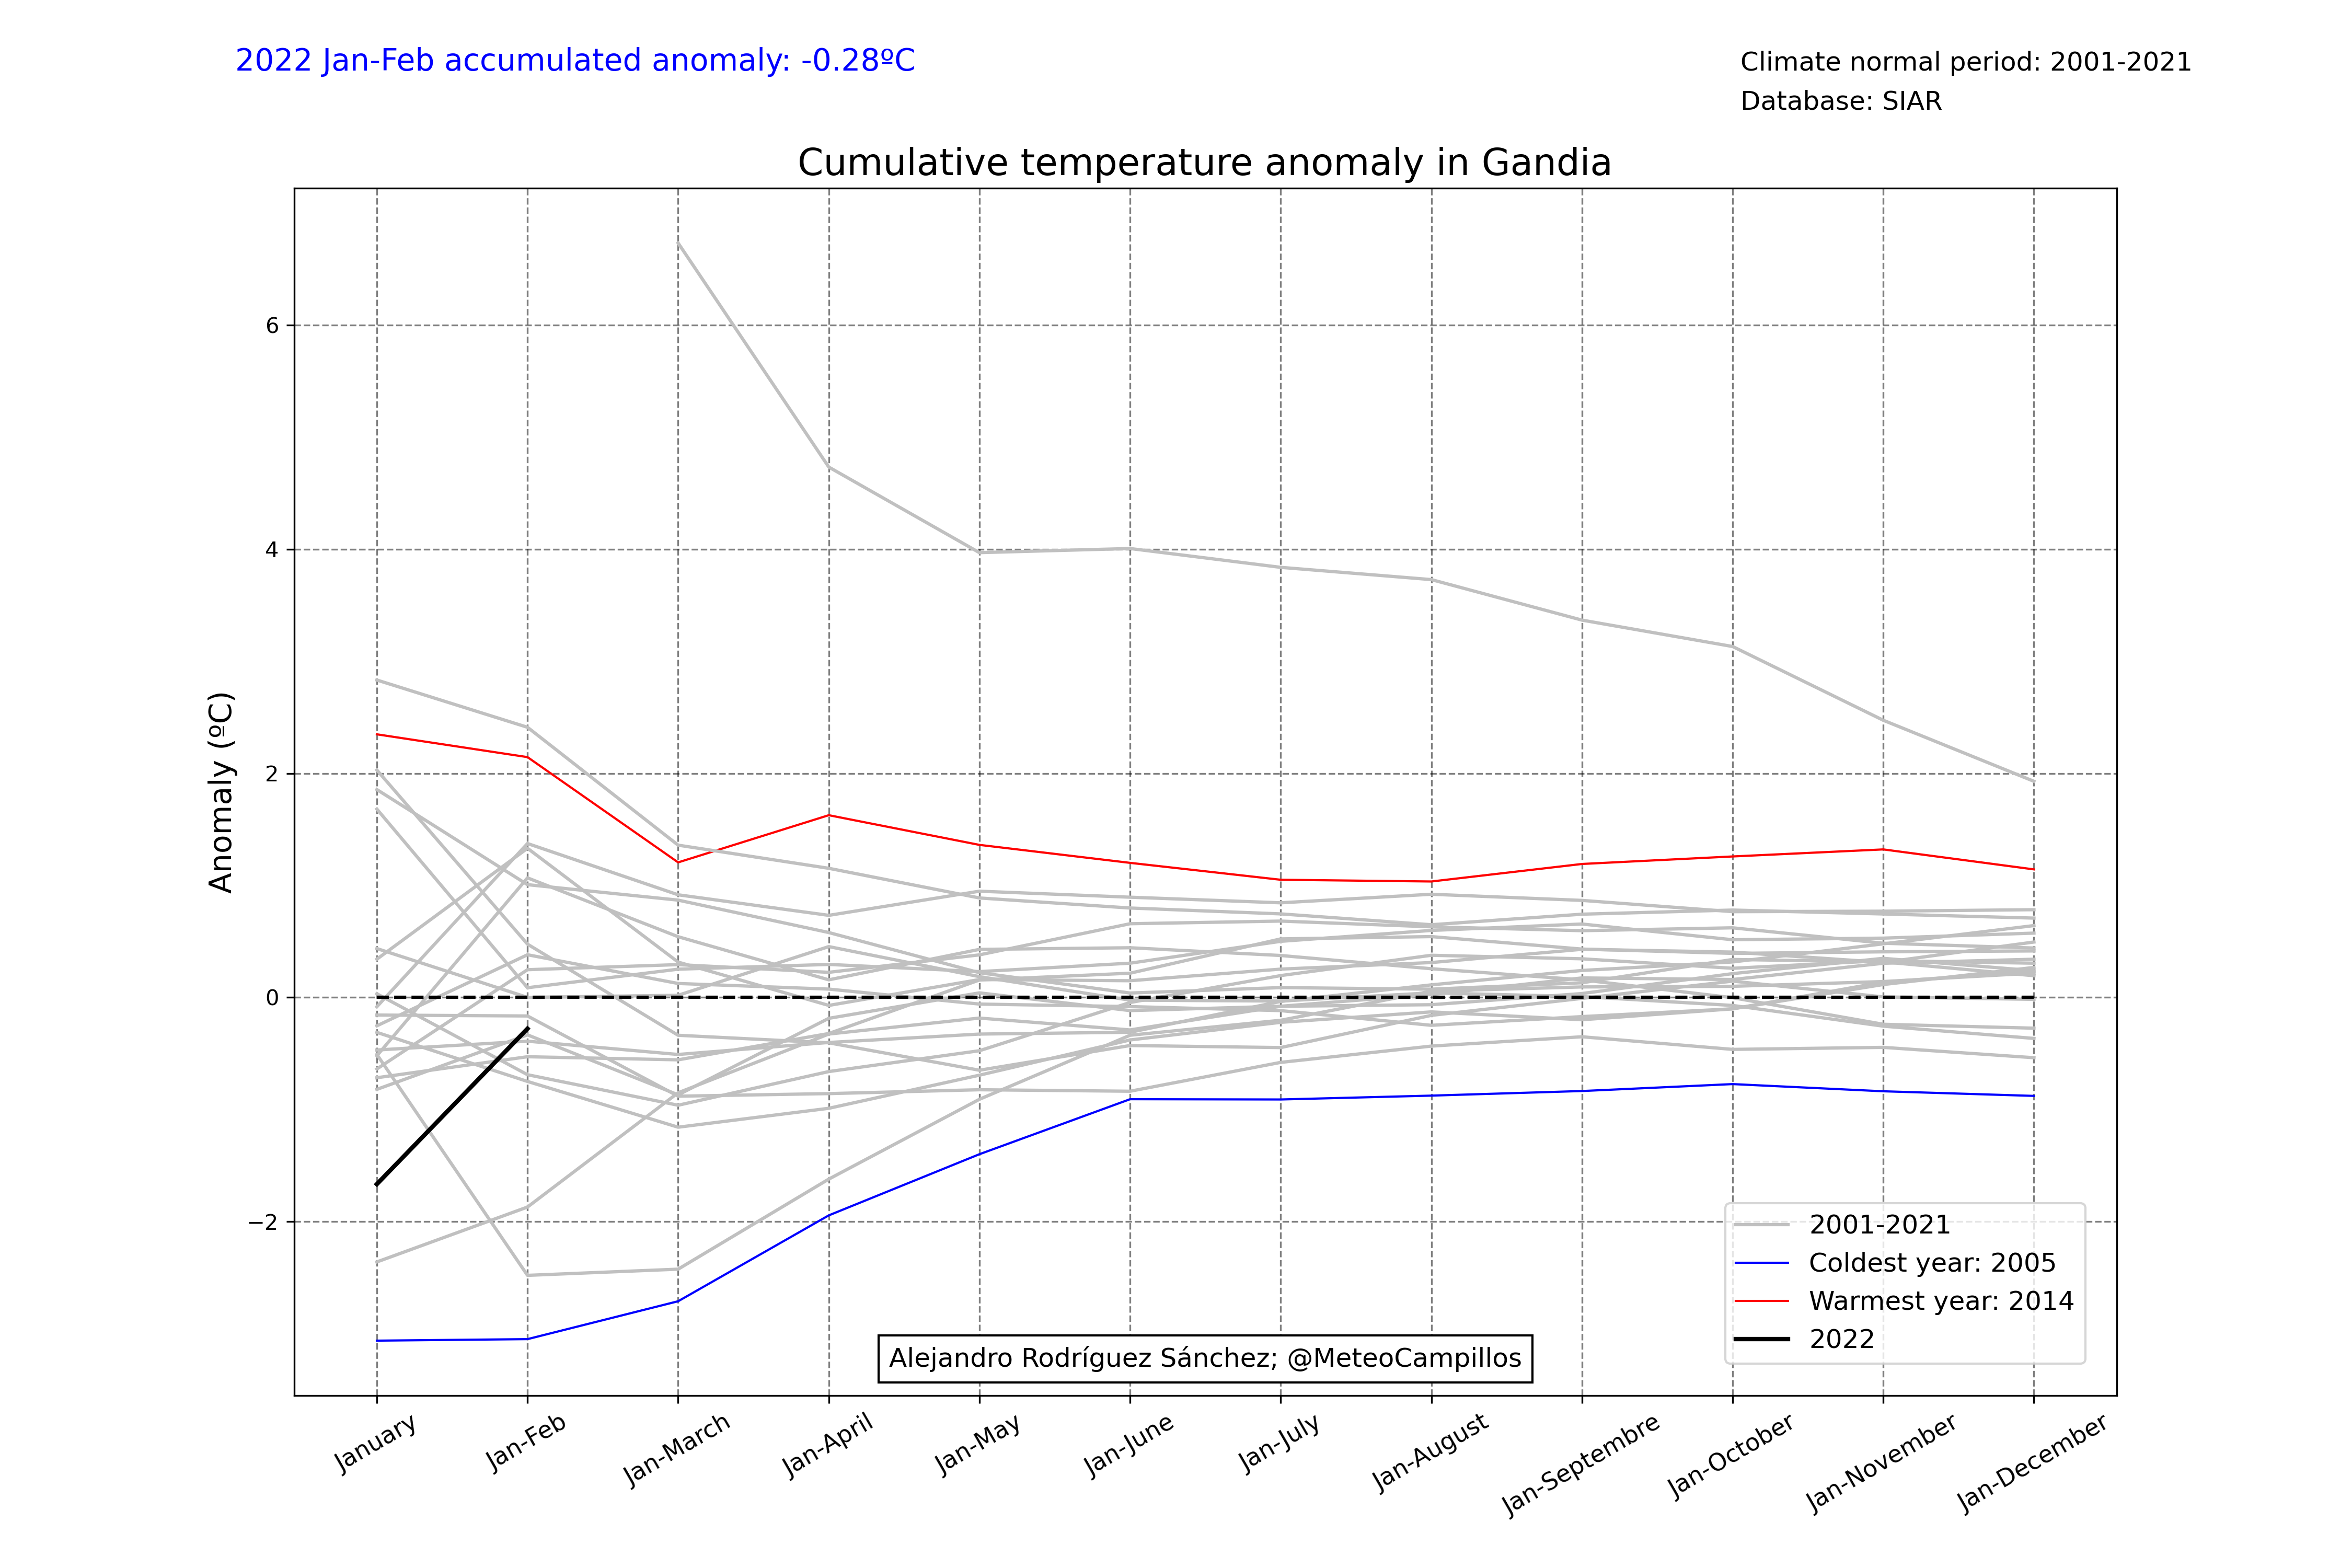 2022 Jan-Feb accumulated anomaly: -0.28ºC
Climate normal period: 2001-2021
Database: SIAR
Cumulative temperature anomaly in Gandia
Anomaly (ºC)
6
4
2
0
−2
2001-2021
Coldest year: 2005
Warmest year: 2014
2022
Alejandro Rodríguez Sánchez; @MeteoCampillos
January
Jan-Feb
Jan-March
Jan-April
Jan-May
Jan-June
Jan-July
Jan-August
Jan-Septembre
Jan-October
Jan-November
Jan-December